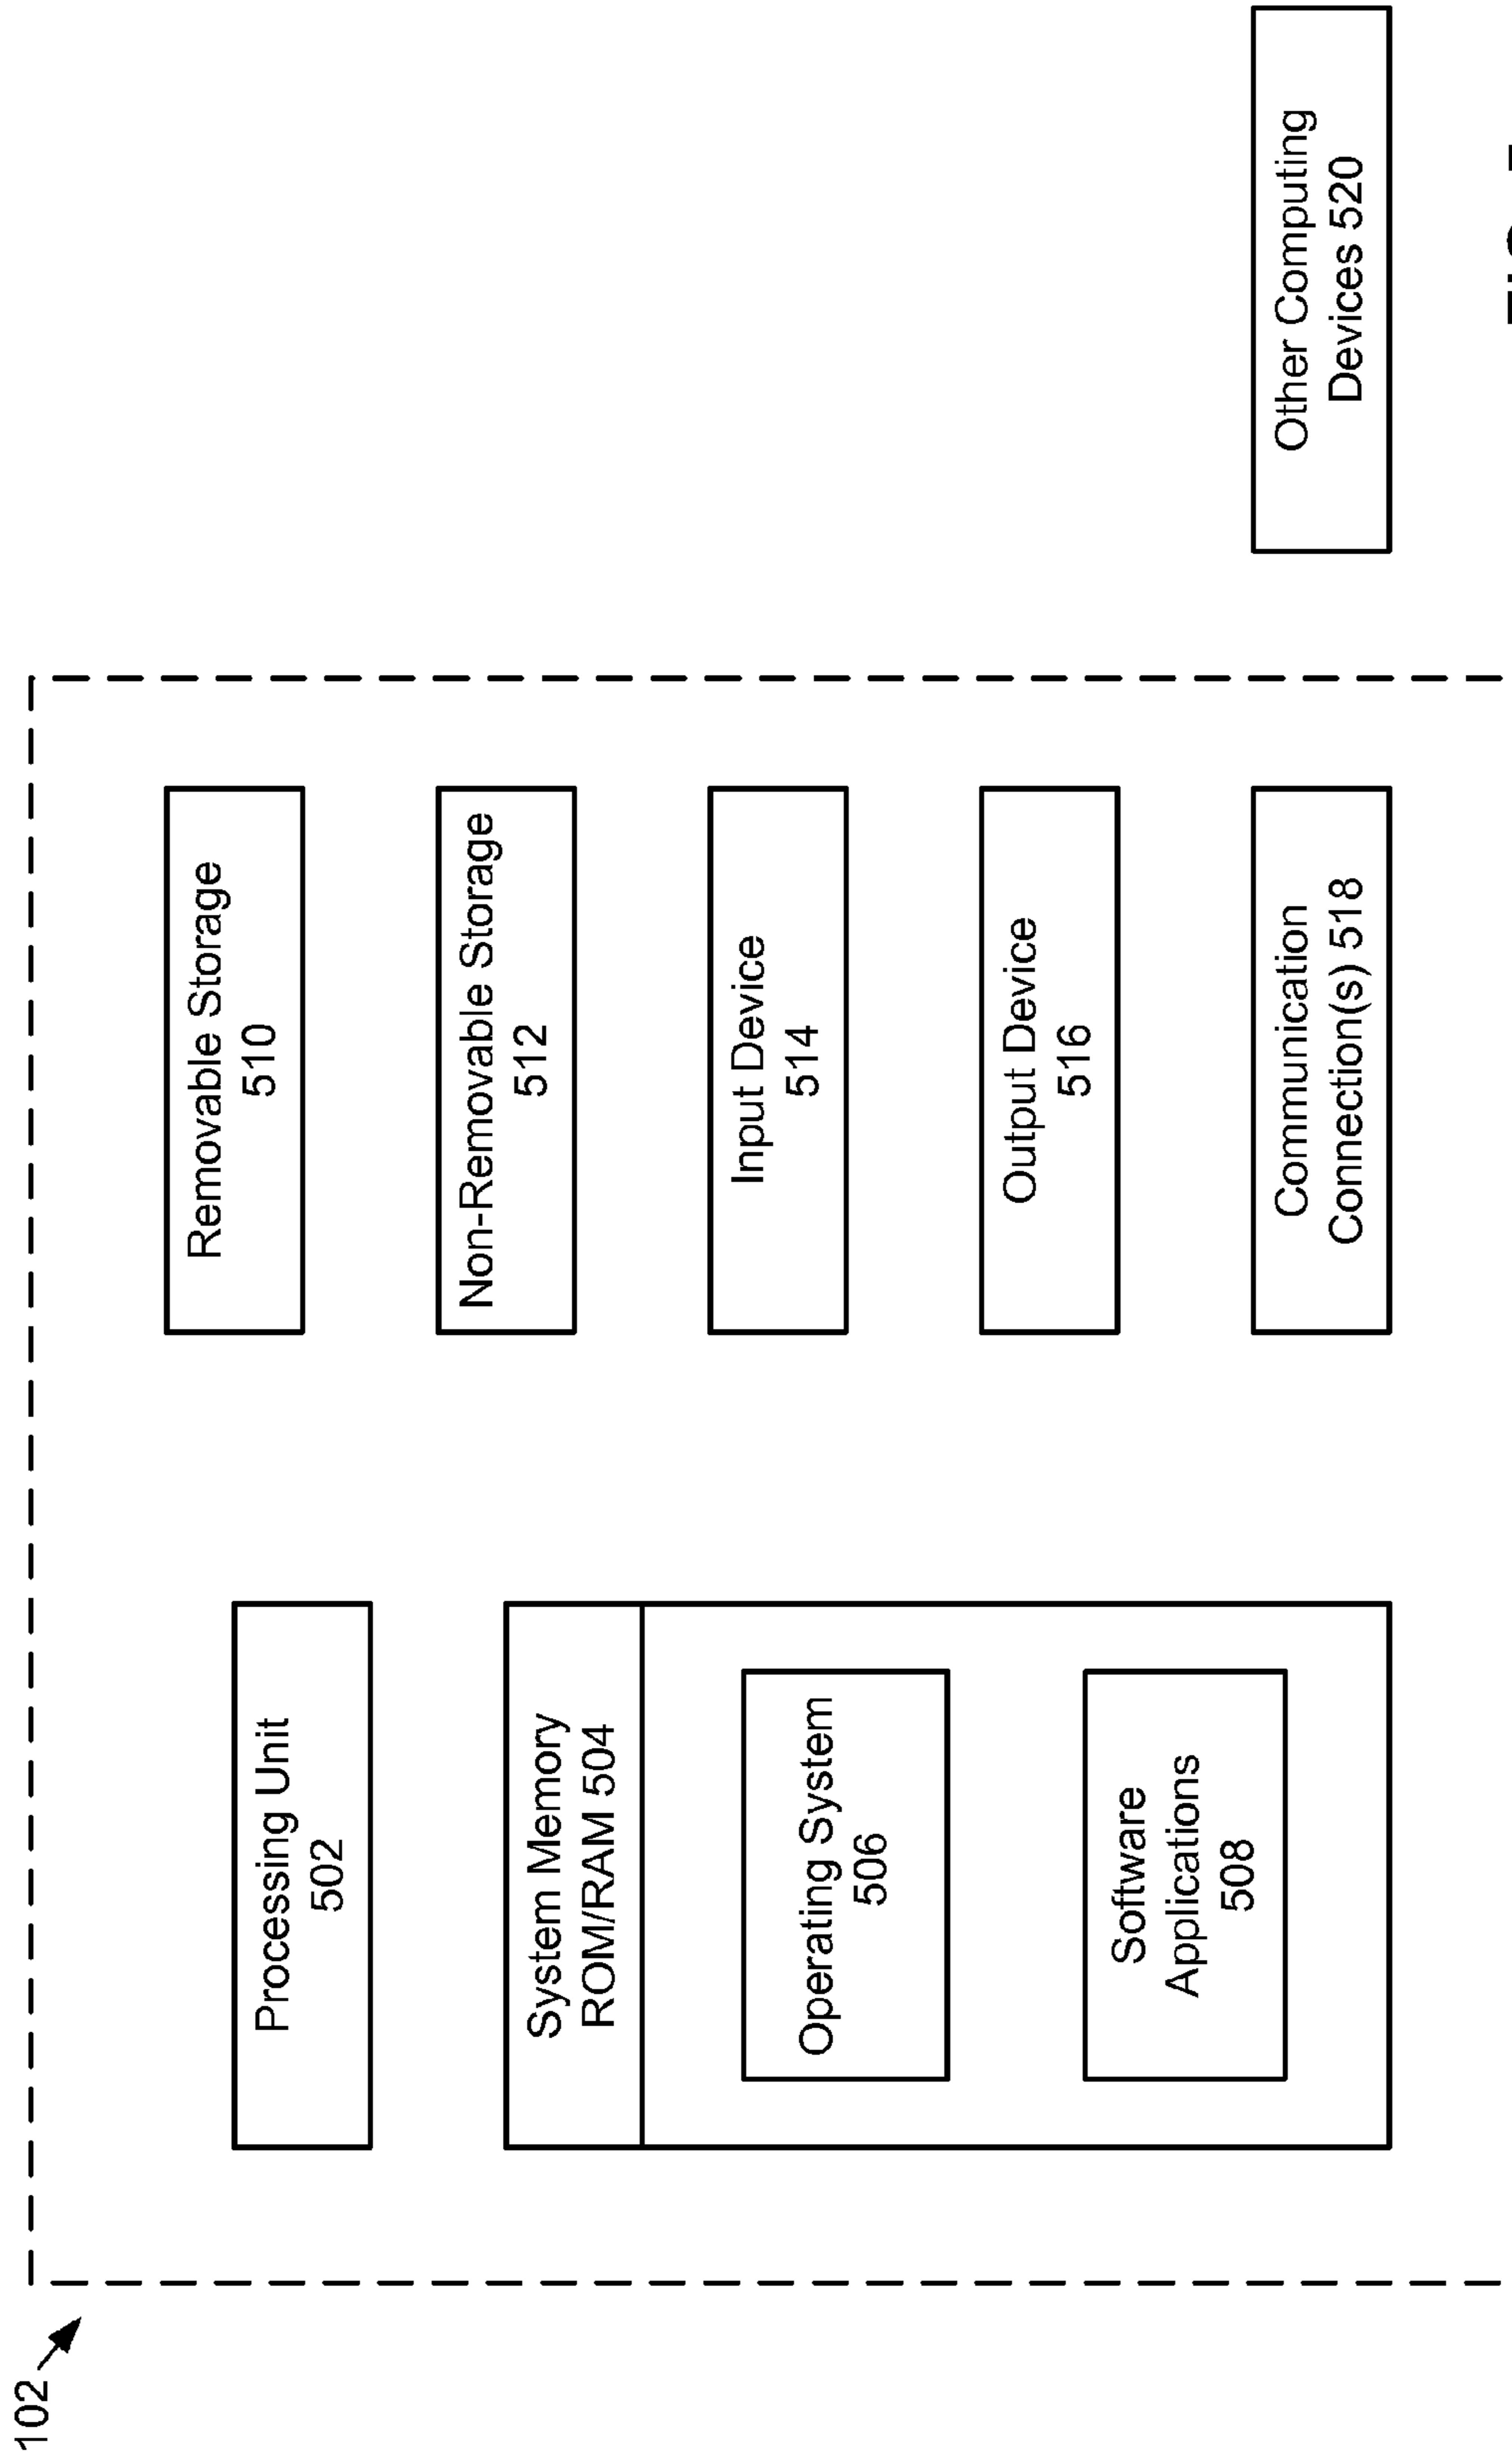 102
Processing Unit
502
System Memory
ROM/RAM 504
Operating System
506
Software
Applications
508
Removable Storage
510
Non-Removable Storage
512
Input Device
514
Output Device
516
Communication
Connection(s) 518
Other Computing
Devices 520